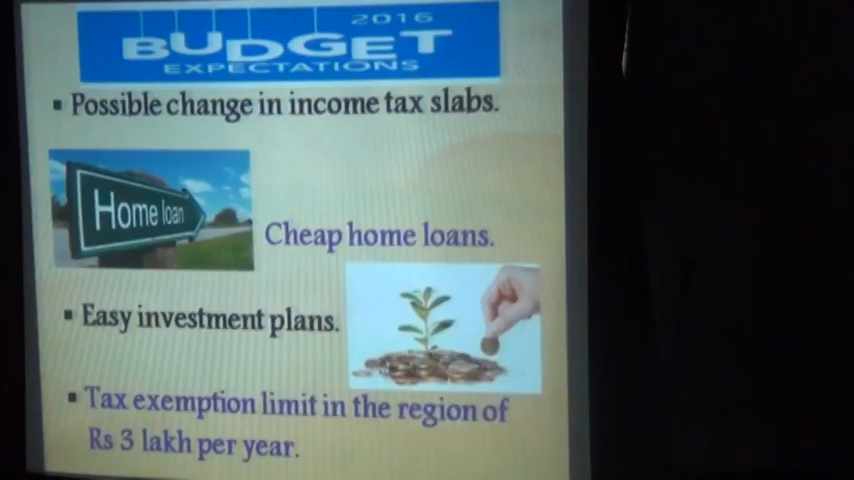 2016
BUDGET
EXPECTATIONS
▪ Possible change in income tax slabs.
Home loan
Cheap home loans.
▪ Easy investment plans.
▪ Tax exemption limit in the region of
Rs 3 lakh per year.